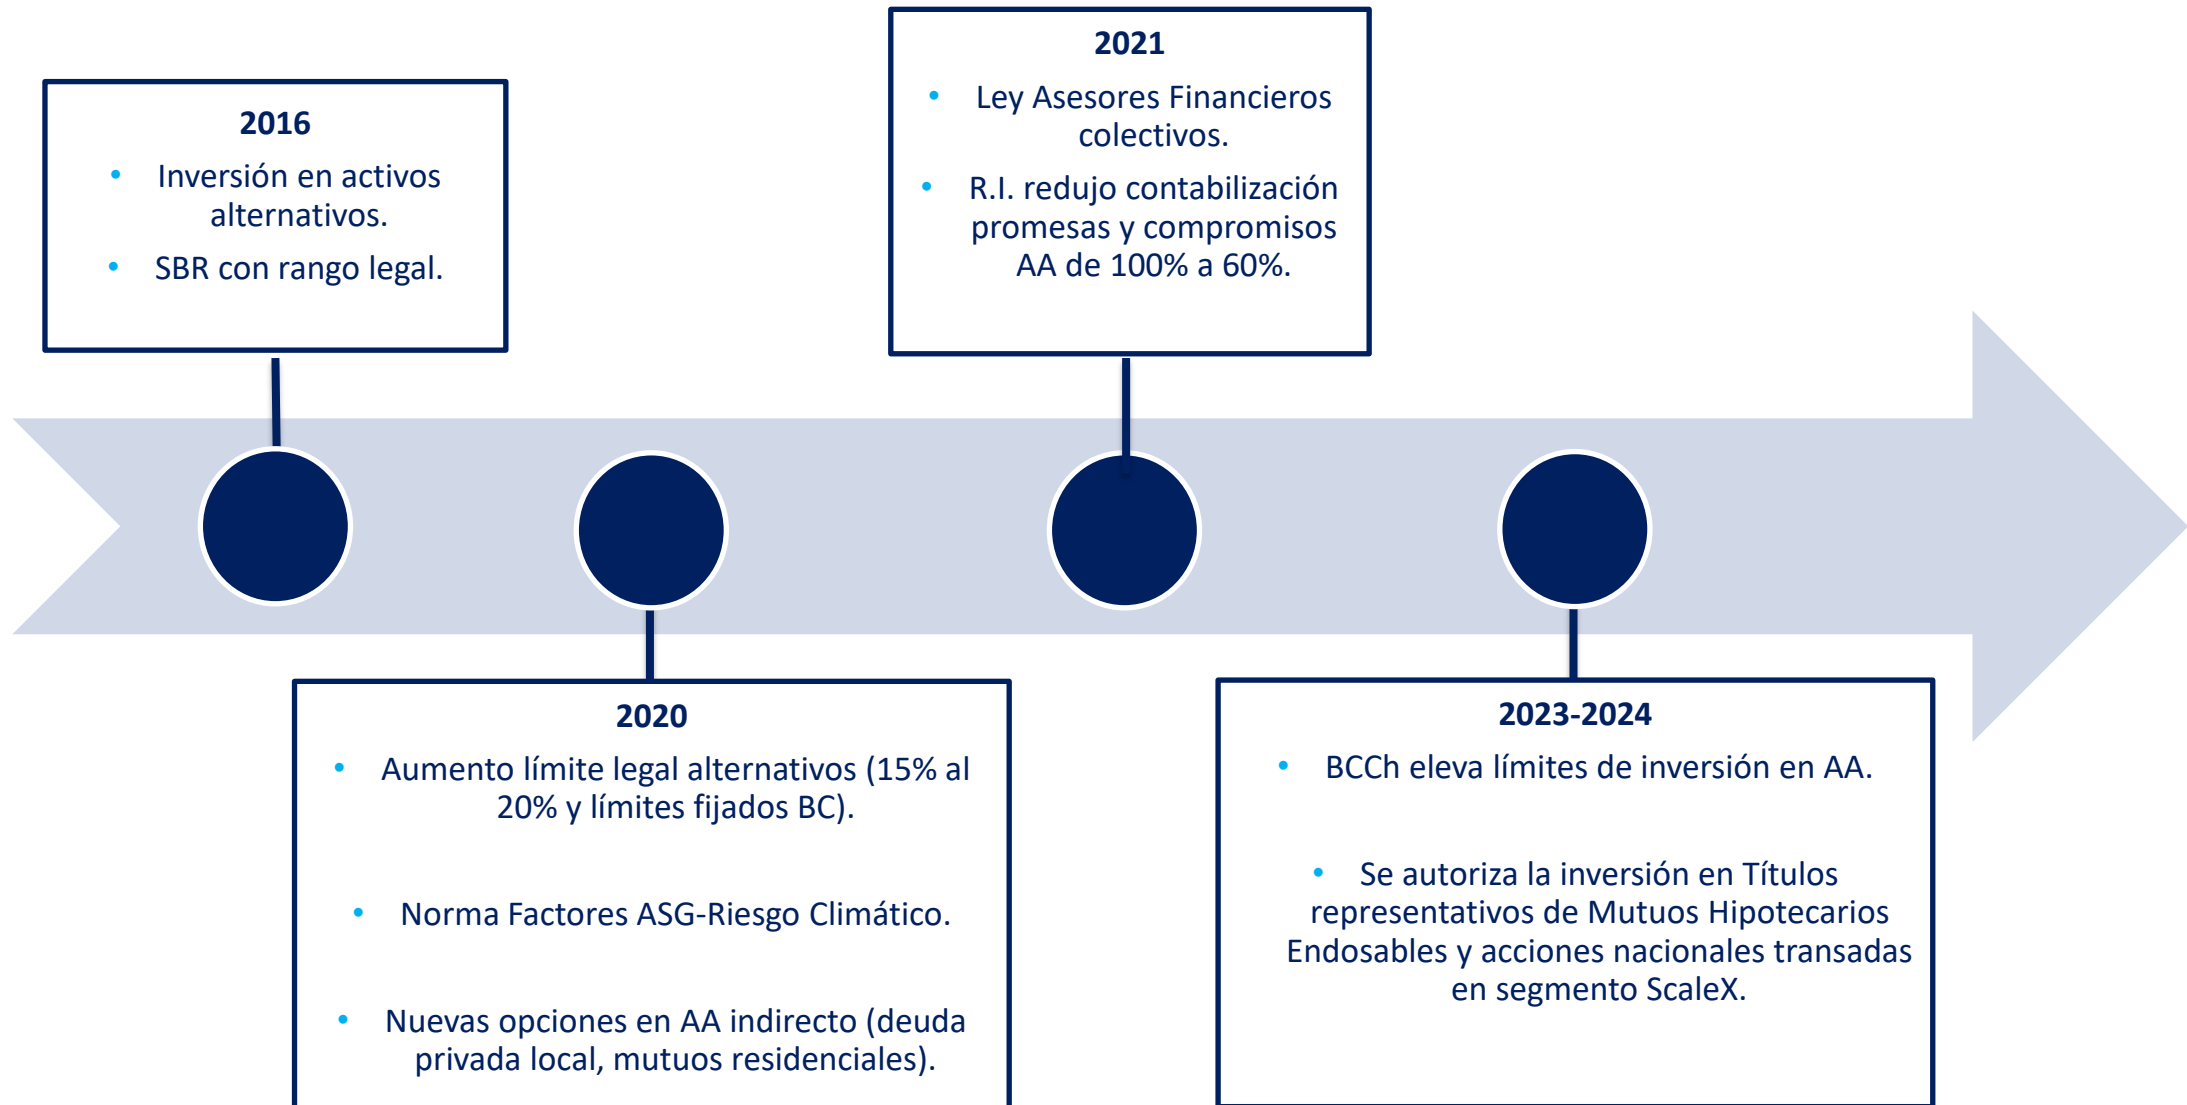 2016
• Inversión en activos
alternativos.
• SBR con rango legal.
2020
• Aumento límite legal alternativos (15% al
20% y límites fijados BC).
• Norma Factores ASG-Riesgo Climático.
• Nuevas opciones en AA indirecto (deuda
privada local, mutuos residenciales).
2021
• Ley Asesores Financieros
colectivos.
• R.I. redujo contabilización
promesas y compromisos
AA de 100% a 60%.
2023-2024
• BCCh eleva límites de inversión en AA.
• Se autoriza la inversión en Títulos
representativos de Mutuos Hipotecarios
Endosables y acciones nacionales transadas
en segmento ScaleX.